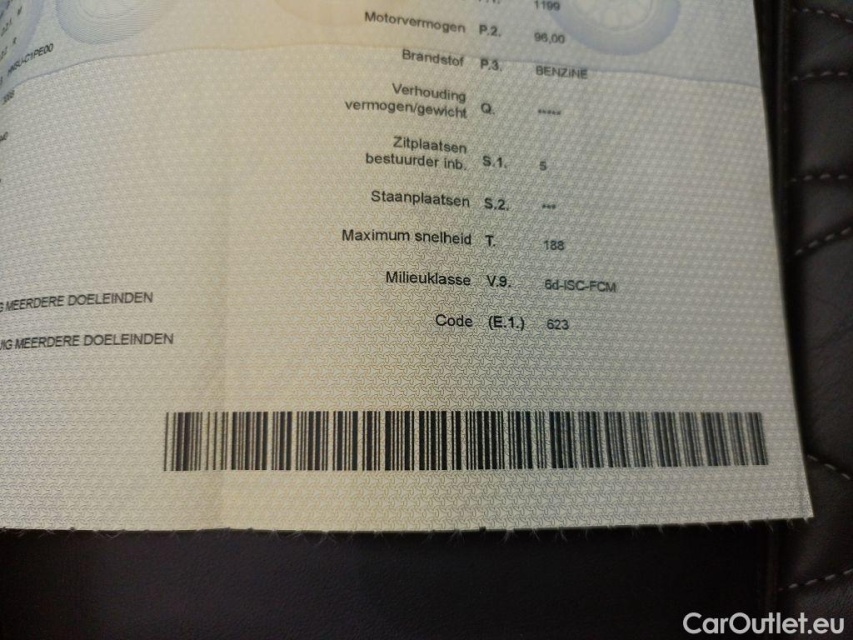 1199
Motorvermogen P.2. 96,00
Brandstof P.3. BENZINE
Verhouding
vermogen/gewicht Q. *****
Zitplaatsen
bestuurder inb. S.1. 5
Staanplaatsen S.2. ***
Maximum snelheid T. 188
Milieuklasse V.9. 6d-ISC-FCM
MEERDERE DOELEINDEN
Code (E.1.) 623
MEERDERE DOELEINDEN
CarOutlet.eu